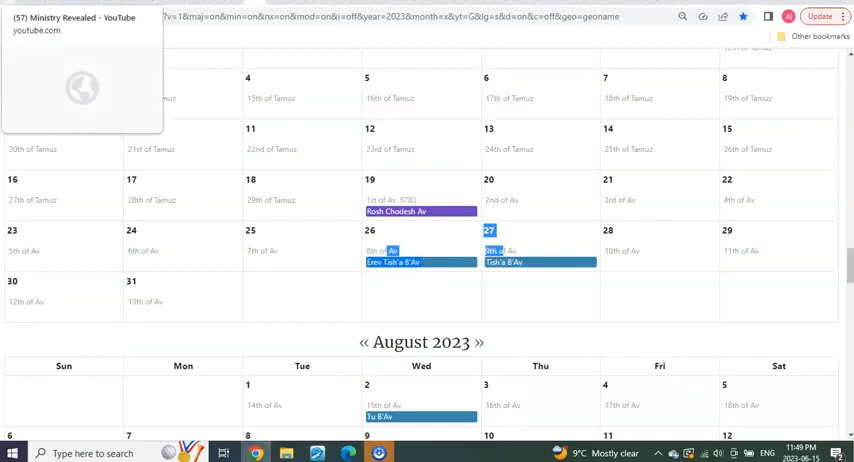 (57) Ministry Revealed - YouTube
youtube.com
?v=1&maj=on&min=on&nx=on&mod=on&i=off&year=2023&month=x&yt=G&lg=s&d=on&c=off&geo=geoname
AI
Update
Other bookmarks
4 5 6 7 8
muz 15th of Tamuz 16th of Tamuz 17th of Tamuz 18th of Tamuz 19th of Tamuz
11 12 13 14 15
20th of Tamuz 21st of Tamuz 22nd of Tamuz 23rd of Tamuz 24th of Tamuz 25th of Tamuz 26th of Tamuz
16 17 18 19 20 21 22
27th of Tamuz 28th of Tamuz 29th of Tamuz 1st of Av, 5783 2nd of Av 3rd of Av 4th of Av
Rosh Chodesh Av
23 24 25 26 27 28 29
5th of Av 6th of Av 7th of Av 8th of Av 9th of Av 10th of Av 11th of Av
Erev Tish'a B'Av Tish'a B'Av
30 31
12th of Av 13th of Av
« August 2023 »
Sun Mon Tue Wed Thu Fri Sat
1 2 3 4 5
14th of Av 15th of Av 16th of Av 17th of Av 18th of Av
Tu B'Av
6 7 8 9 10 11 12
Type here to search
9°C Mostly clear
ENG
11:49 PM
2023-06-15
2